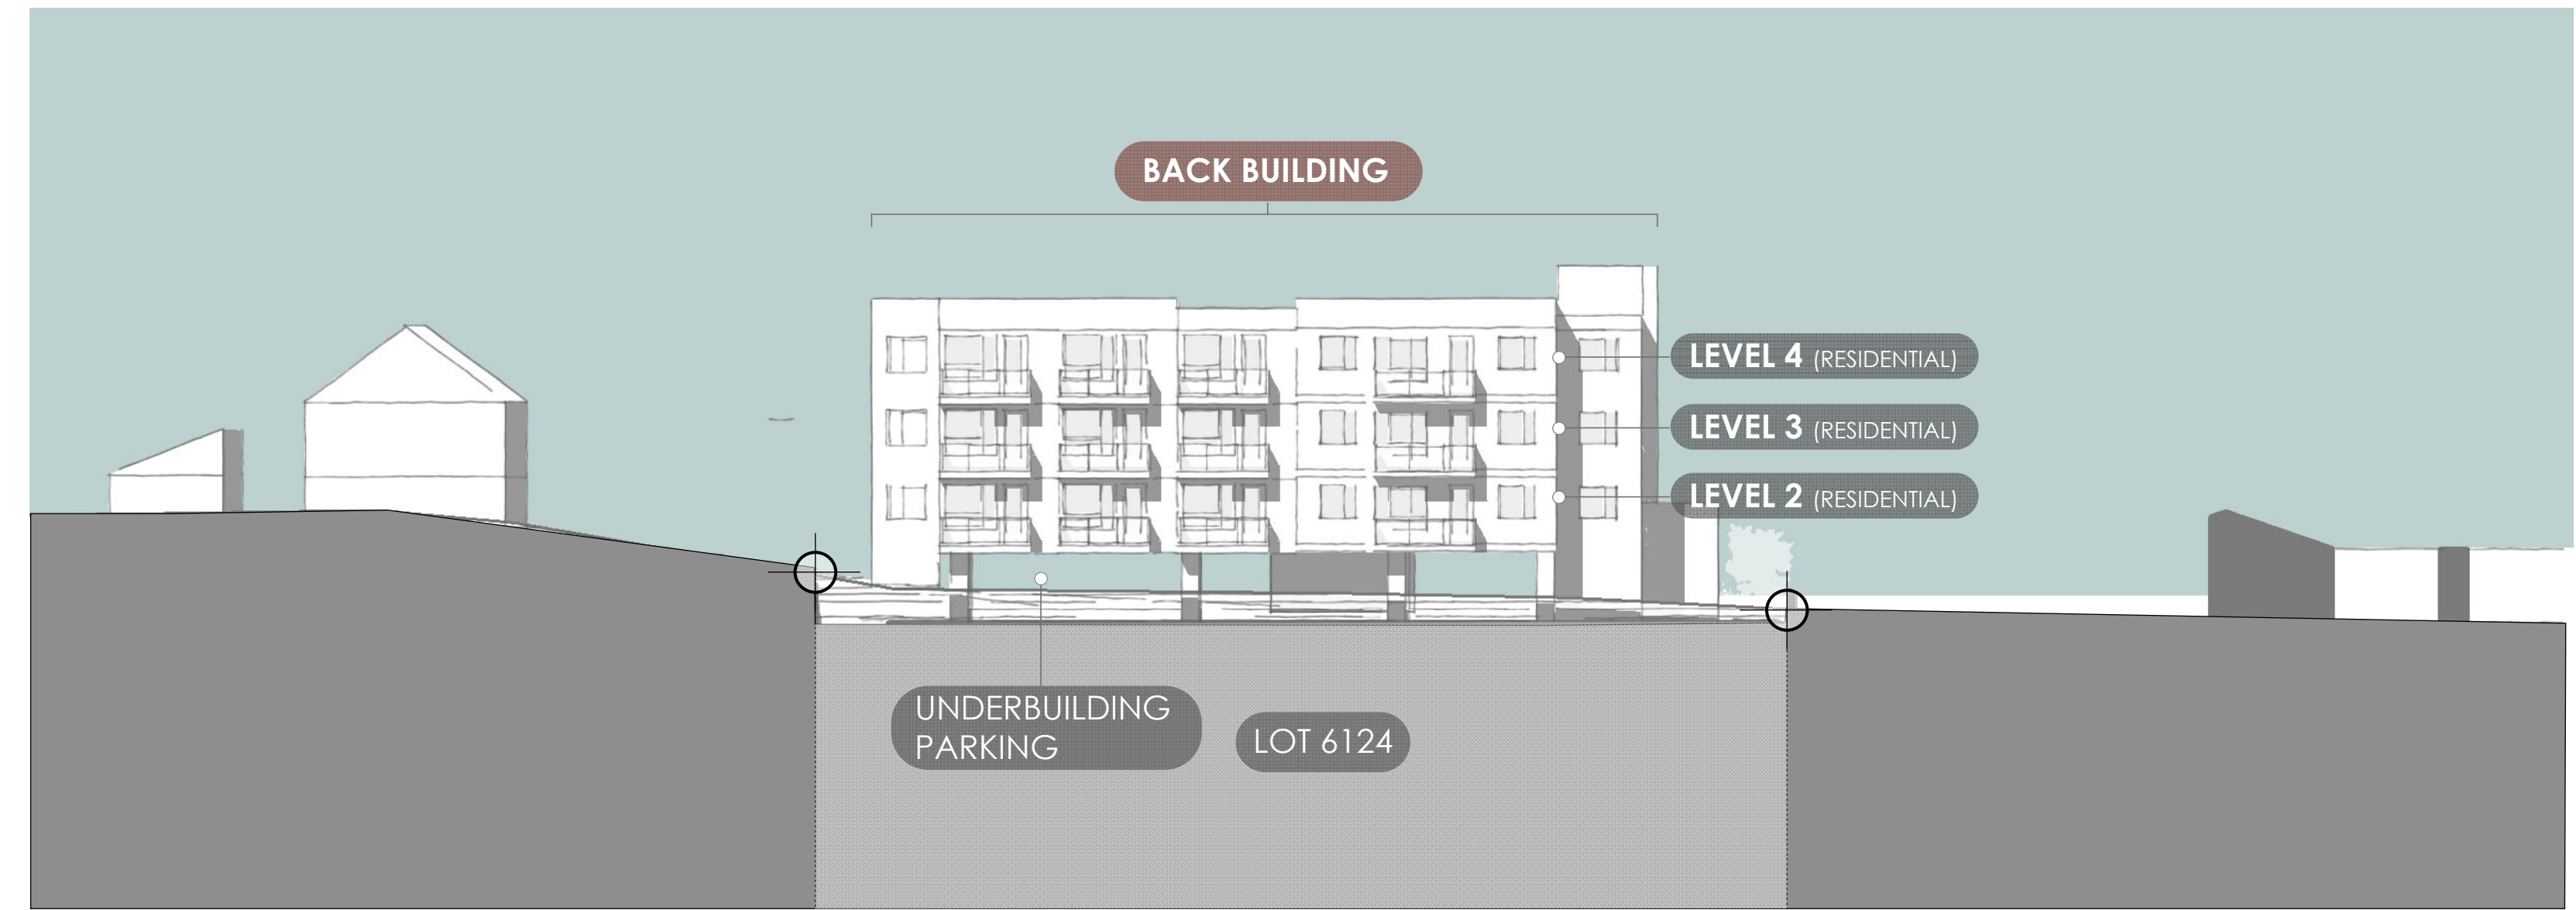 BACK BUILDING
LEVEL 4 (RESIDENTIAL)
LEVEL 3 (RESIDENTIAL)
LEVEL 2 (RESIDENTIAL)
UNDERBUILDING
PARKING
LOT 6124